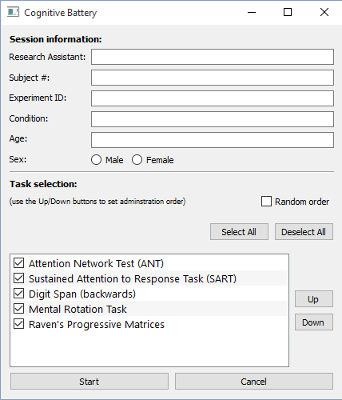 Cognitive Battery
Session information:
Research Assistant:
Subject #:
Experiment ID:
Condition:
Age:
Sex: Male Female
Task selection:
(use the Up/Down buttons to set adminstration order) Random order
Select All Deselect All
Attention Network Test (ANT)
Sustained Attention to Response Task (SART)
Digit Span (backwards)
Mental Rotation Task
Raven's Progressive Matrices
Up
Down
Start Cancel